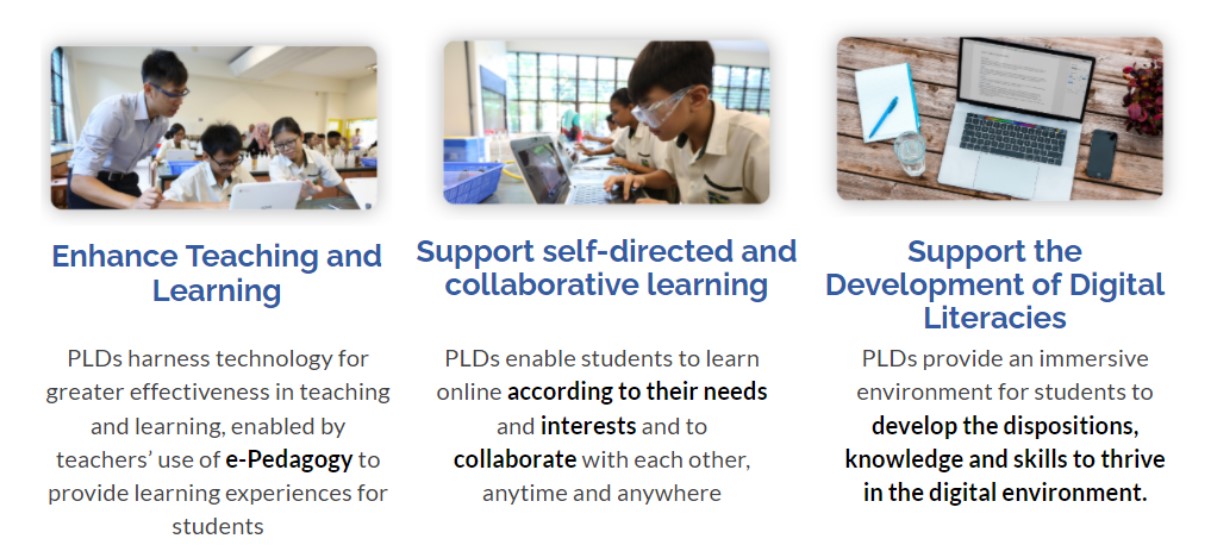 Enhance Teaching and
Learning
PLDs harness technology for
greater effectiveness in teaching
and learning, enabled by
teachers’ use of e-Pedagogy to
provide learning experiences for
students
Support self-directed and
collaborative learning
PLDs enable students to learn
online according to their needs
and interests and to
collaborate with each other,
anytime and anywhere
Support the
Development of Digital
Literacies
PLDs provide an immersive
environment for students to
develop the dispositions,
knowledge and skills to thrive
in the digital environment.